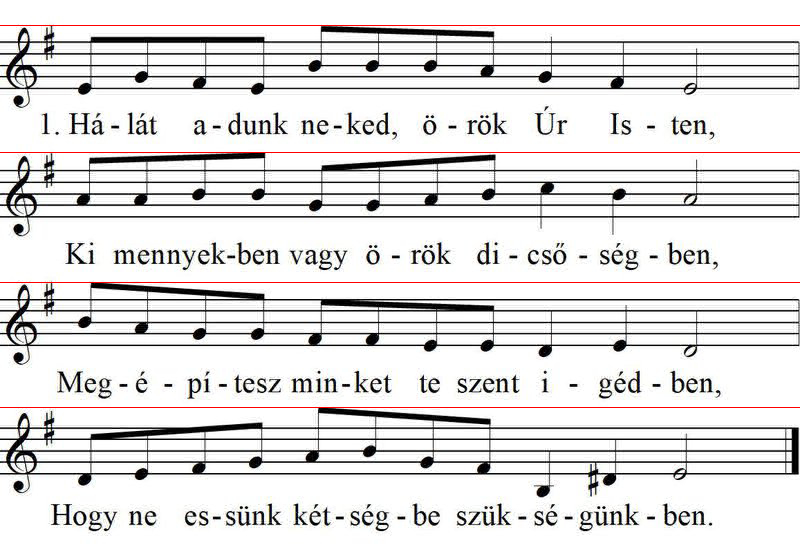 1. Há - lát a - dunk ne - ked, ö - rök Úr Is - ten,
Ki mennyek-ben vagy ö - rök di - cső - ség - ben,
Meg - é - pí - tesz min-ket te szent i - géd - ben,
Hogy ne es - sünk két - ség - be szük - sé - günk - ben.